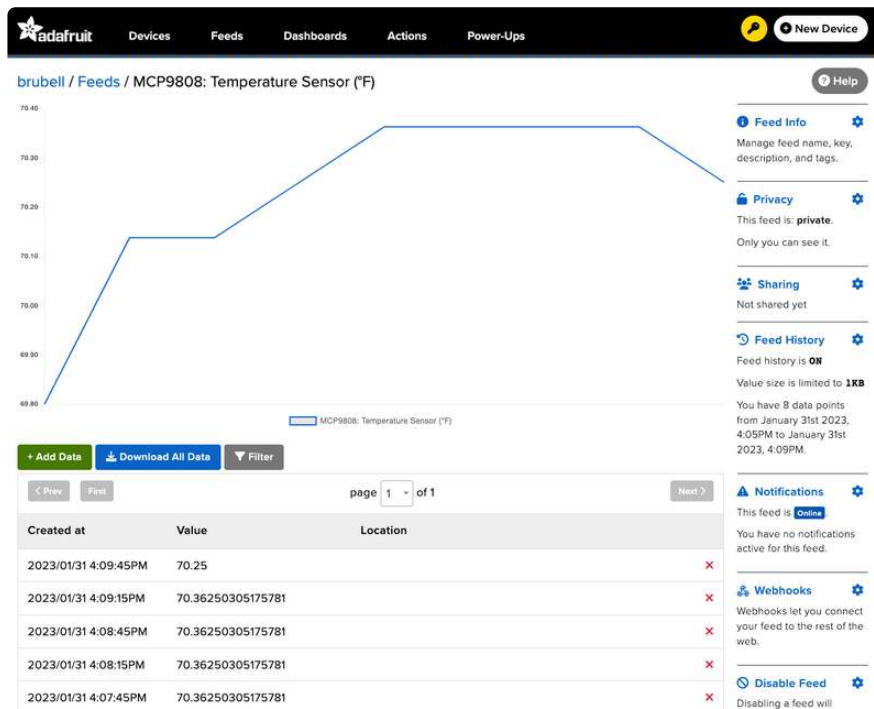 adafruit Devices Feeds Dashboards Actions Power-Ups New Device
brubell / Feeds / MCP9808: Temperature Sensor (°F)
Help
70.40
70.30
70.20
70.10
70.00
69.90
69.80
MCP9808: Temperature Sensor (°F)
+ Add Data Download All Data Filter
< Prev First page 1 of 1 Next >
Created at Value Location
2023/01/31 4:09:45PM 70.25 ×
2023/01/31 4:09:15PM 70.36250305175781 ×
2023/01/31 4:08:45PM 70.36250305175781 ×
2023/01/31 4:08:15PM 70.36250305175781 ×
2023/01/31 4:07:45PM 70.36250305175781 ×
Feed Info
Manage feed name, key,
description, and tags.
Privacy
This feed is: private.
Only you can see it.
Sharing
Not shared yet
Feed History
Feed history is ON
Value size is limited to 1KB
You have 8 data points
from January 31st 2023,
4:05PM to January 31st
2023, 4:09PM.
Notifications
This feed is Online.
You have no notifications
active for this feed.
Webhooks
Webhooks let you connect
your feed to the rest of the
web.
Disable Feed
Disabling a feed will